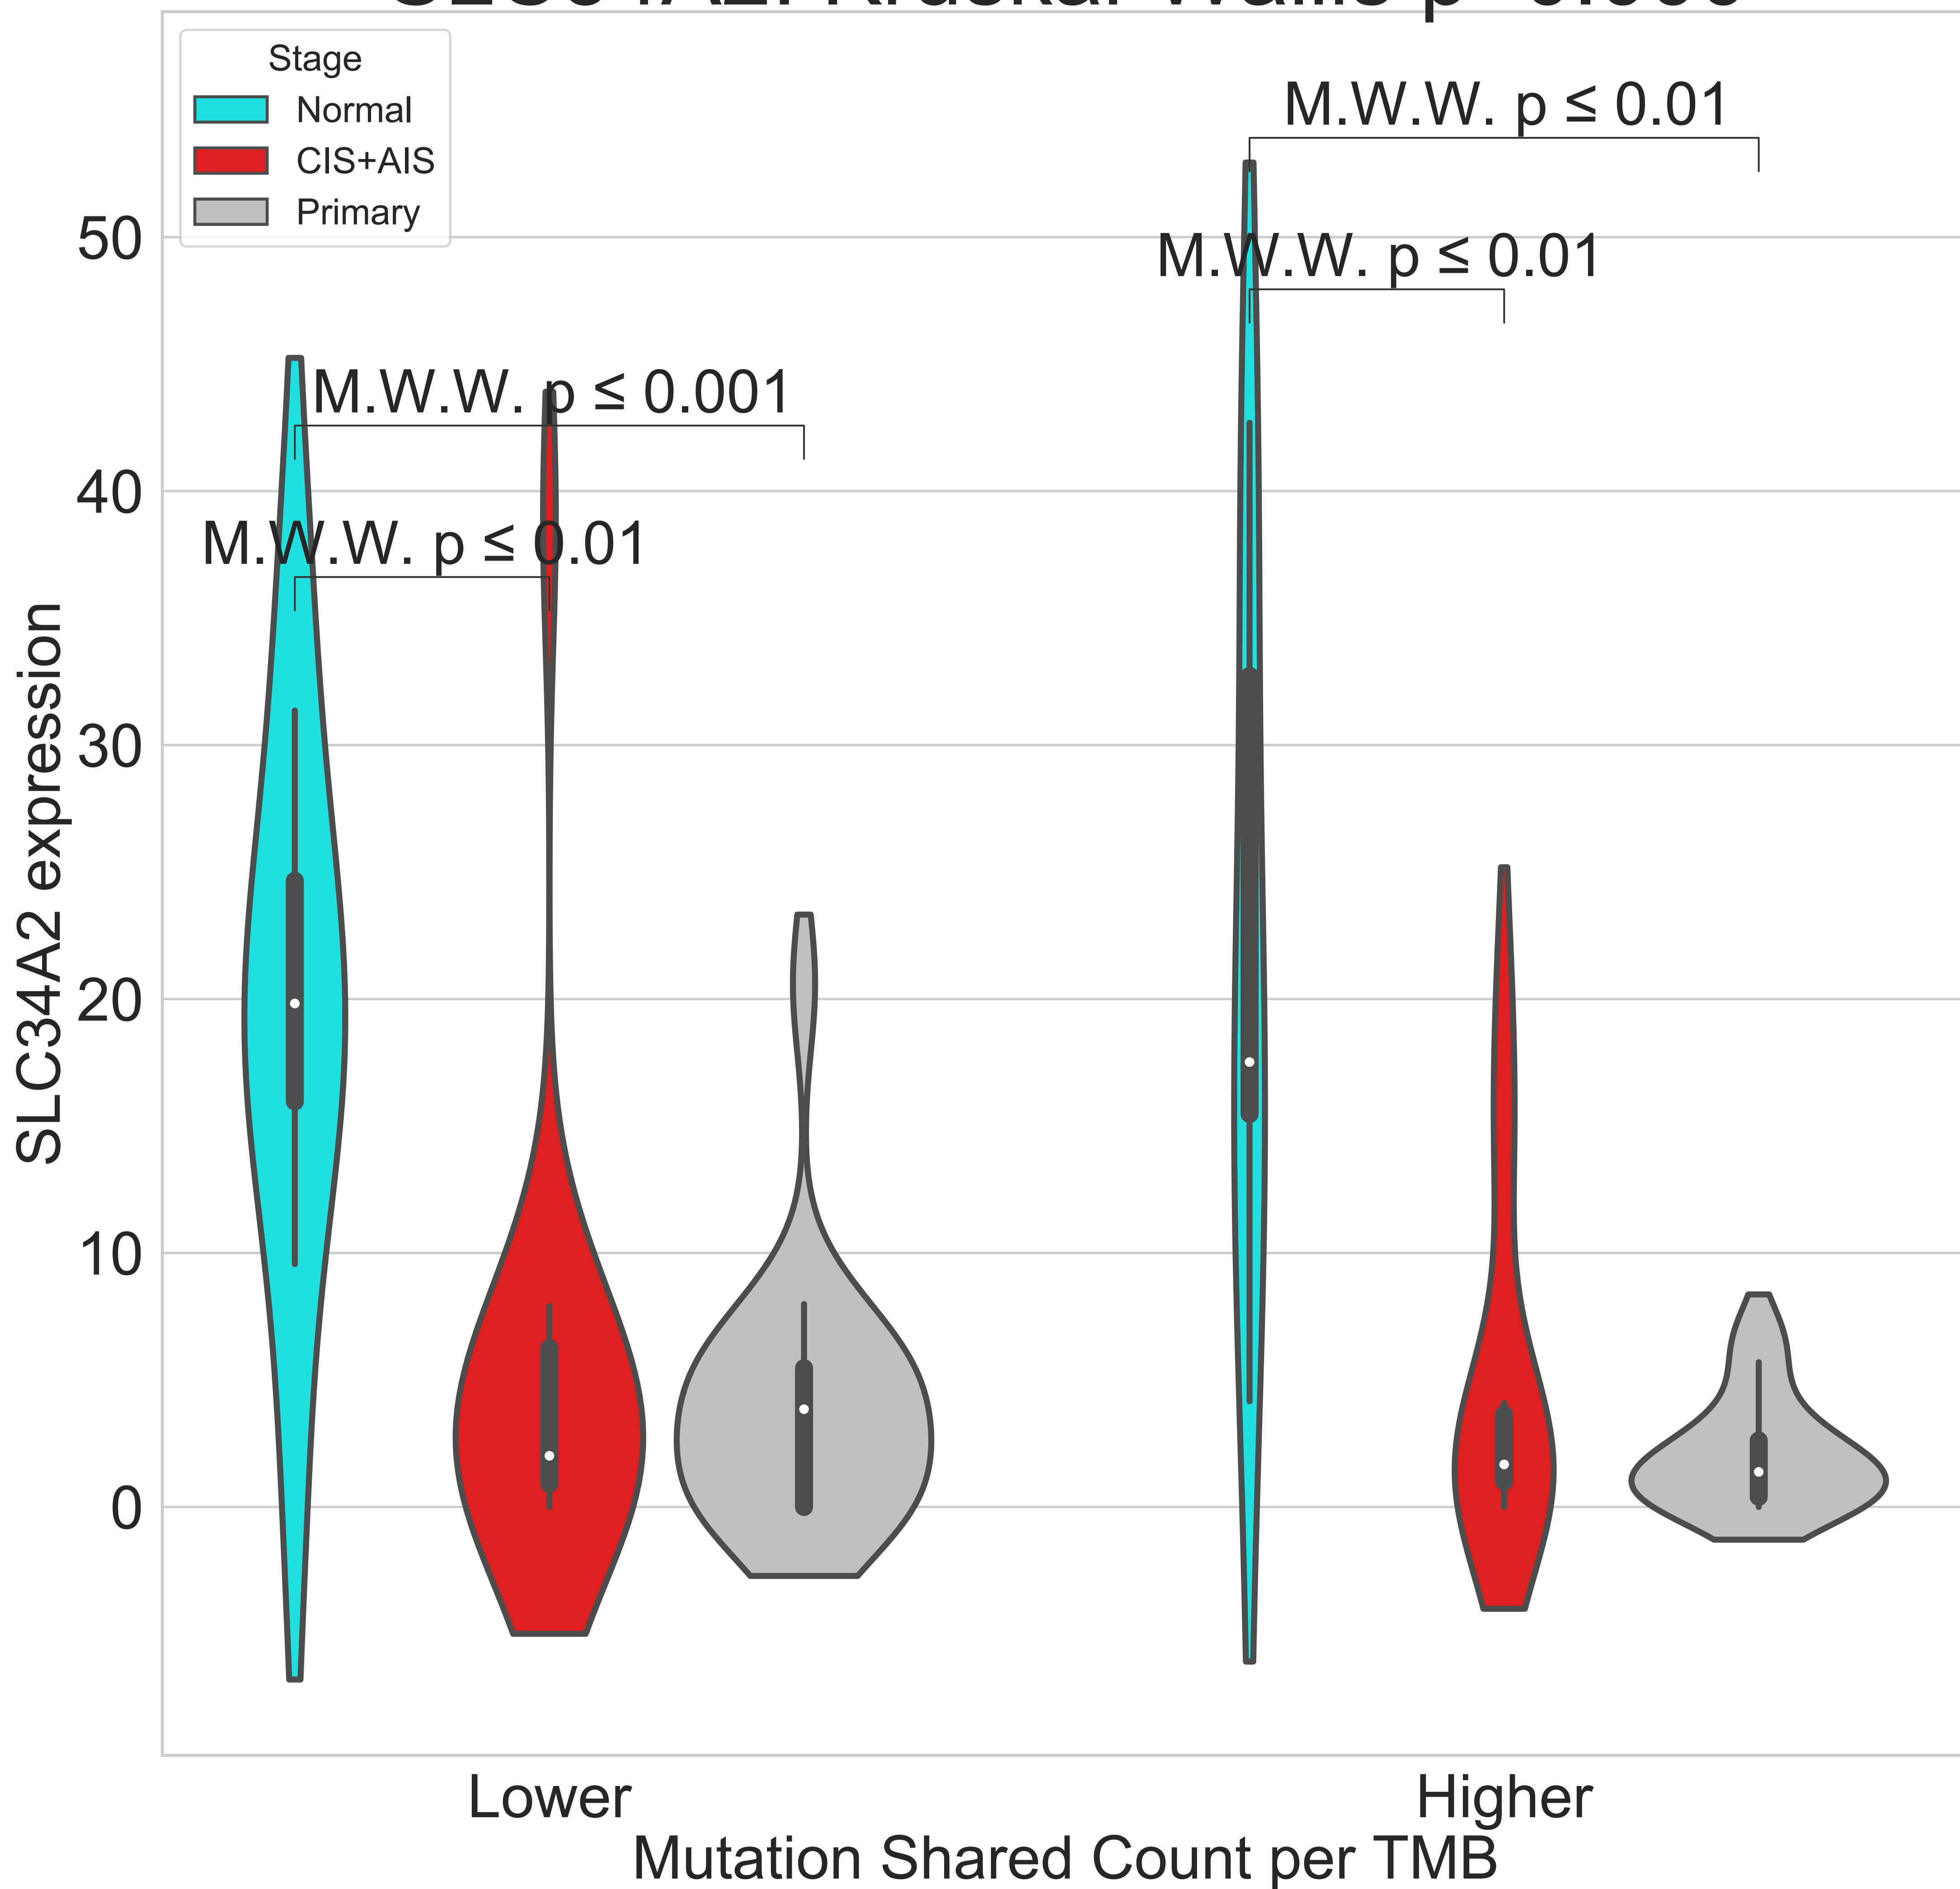 Stage
Normal
CIS+AIS
Primary
M.W.W. p ≤ 0.01
M.W.W. p ≤ 0.01
M.W.W. p ≤ 0.001
M.W.W. p ≤ 0.01
50
40
30
20
10
0
SLC34A2 expression
Lower
Higher
Mutation Shared Count per TMB